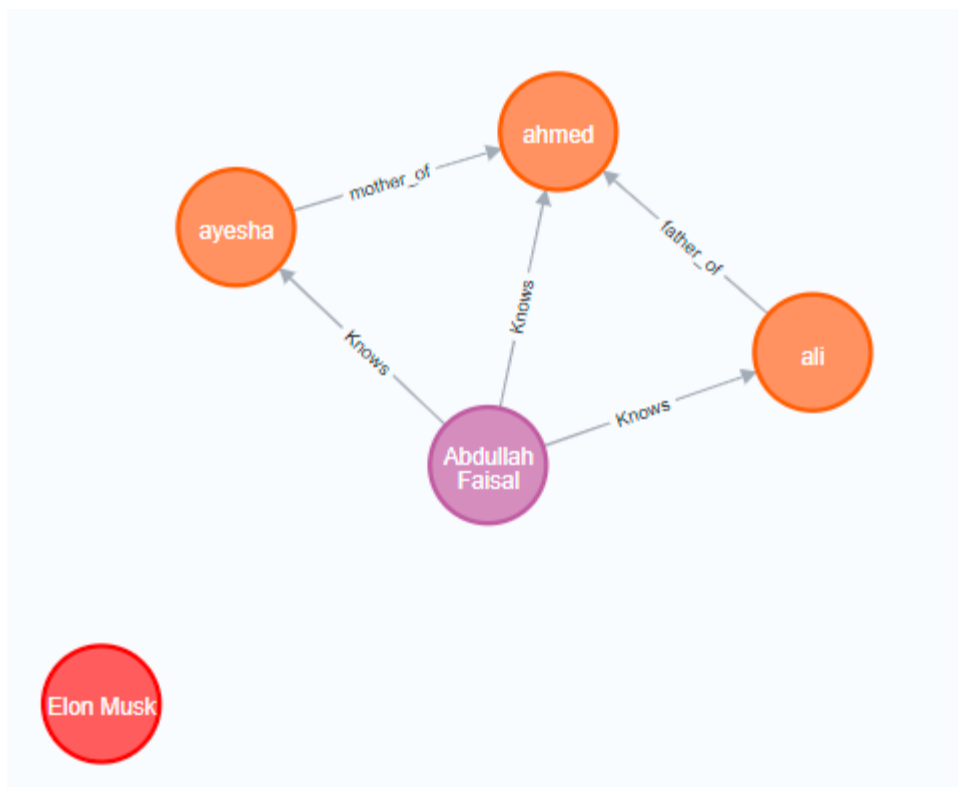 ahmed
mother_of
ayesha
father_of
Knows
Knows
ali
Knows
Abdullah
Faisal
Elon Musk